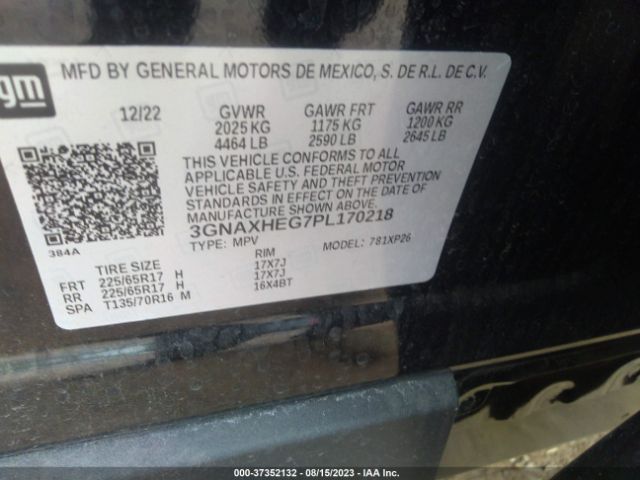 gm
MFD BY GENERAL MOTORS DE MEXICO, S. DE R.L. DE C.V.
12/22 GVWR GAWR FRT GAWR RR
2025 KG 1175 KG 1200 KG
4464 LB 2590 LB 2645 LB
THIS VEHICLE CONFORMS TO ALL
APPLICABLE U.S. FEDERAL MOTOR
VEHICLE SAFETY AND THEFT PREVENTION
STANDARDS IN EFFECT ON THE DATE OF
MANUFACTURE SHOWN ABOVE.
3GNAXHEG7PL170218
384A TYPE: MPV MODEL: 781XP26
TIRE SIZE RIM
FRT 225/65R17 H 17X7J
RR 225/65R17 H 17X7J
SPA T135/70R16 M 16X4BT
000-37352132 - 08/15/2023 - IAA Inc.